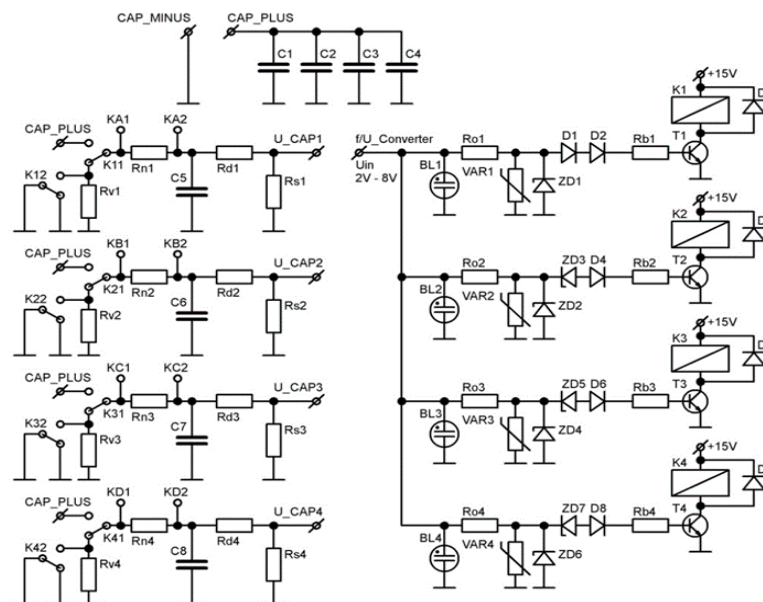 CAP_MINUS CAP_PLUS
C1 C2 C3 C4
+15V
K1
D
T1
CAP_PLUS
KA1 KA2
U_CAP1
K11
Rn1 Rd1
K12
Rv1
C5
Rs1
f/U_Converter
Uin
2V - 8V
BL1
Ro1
VAR1
ZD1
D1 D2
Rb1
+15V
K2
D
T2
CAP_PLUS
KB1 KB2
U_CAP2
K21
Rn2 Rd2
K22
Rv2
C6
Rs2
BL2
Ro2
VAR2
ZD2
ZD3 D4
Rb2
+15V
K3
D
T3
CAP_PLUS
KC1 KC2
U_CAP3
K31
Rn3 Rd3
K32
Rv3
C7
Rs3
BL3
Ro3
VAR3
ZD4
ZD5 D6
Rb3
+15V
K4
D
T4
CAP_PLUS
KD1 KD2
U_CAP4
K41
Rn4 Rd4
K42
Rv4
C8
Rs4
BL4
Ro4
VAR4
ZD6
ZD7 D8
Rb4